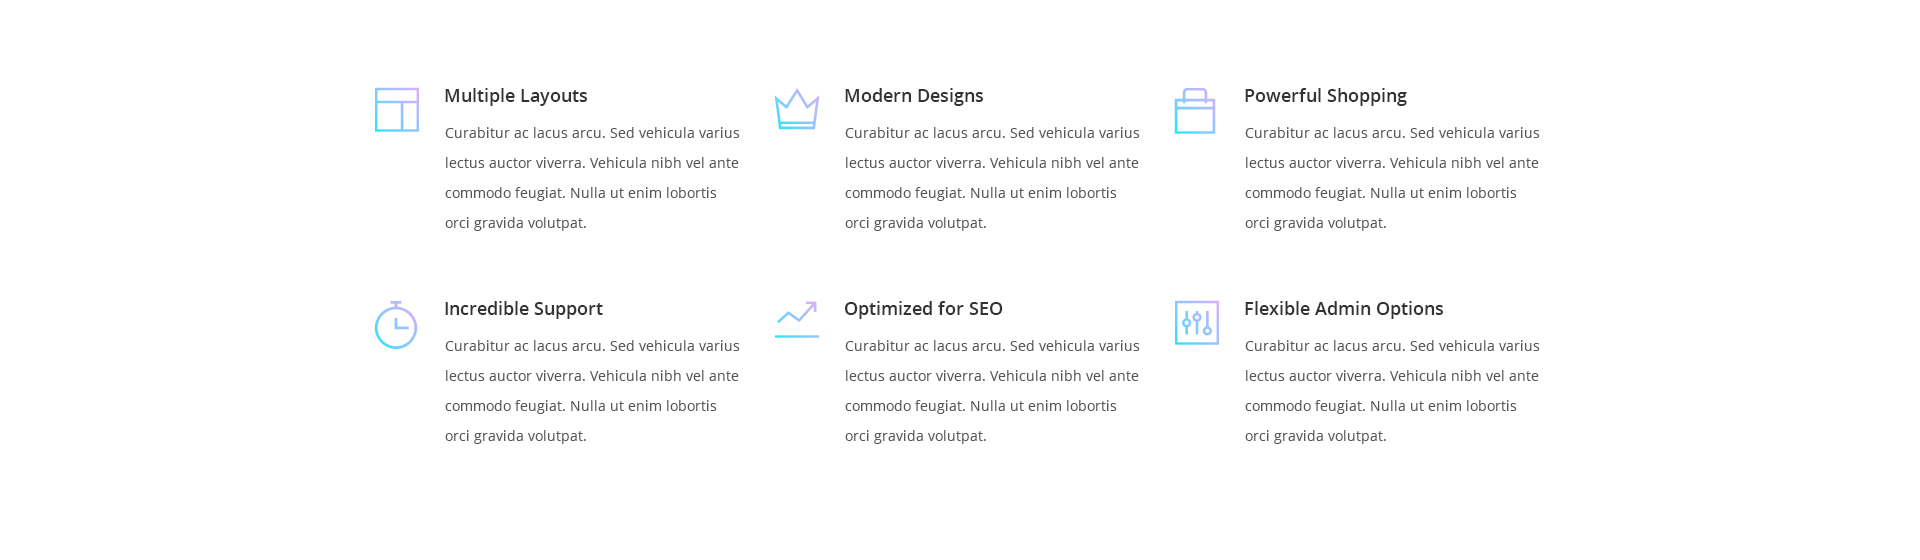 Multiple Layouts
Curabitur ac lacus arcu. Sed vehicula varius
lectus auctor viverra. Vehicula nibh vel ante
commodo feugiat. Nulla ut enim lobortis
orci gravida volutpat.
Modern Designs
Curabitur ac lacus arcu. Sed vehicula varius
lectus auctor viverra. Vehicula nibh vel ante
commodo feugiat. Nulla ut enim lobortis
orci gravida volutpat.
Powerful Shopping
Curabitur ac lacus arcu. Sed vehicula varius
lectus auctor viverra. Vehicula nibh vel ante
commodo feugiat. Nulla ut enim lobortis
orci gravida volutpat.
Incredible Support
Curabitur ac lacus arcu. Sed vehicula varius
lectus auctor viverra. Vehicula nibh vel ante
commodo feugiat. Nulla ut enim lobortis
orci gravida volutpat.
Optimized for SEO
Curabitur ac lacus arcu. Sed vehicula varius
lectus auctor viverra. Vehicula nibh vel ante
commodo feugiat. Nulla ut enim lobortis
orci gravida volutpat.
Flexible Admin Options
Curabitur ac lacus arcu. Sed vehicula varius
lectus auctor viverra. Vehicula nibh vel ante
commodo feugiat. Nulla ut enim lobortis
orci gravida volutpat.